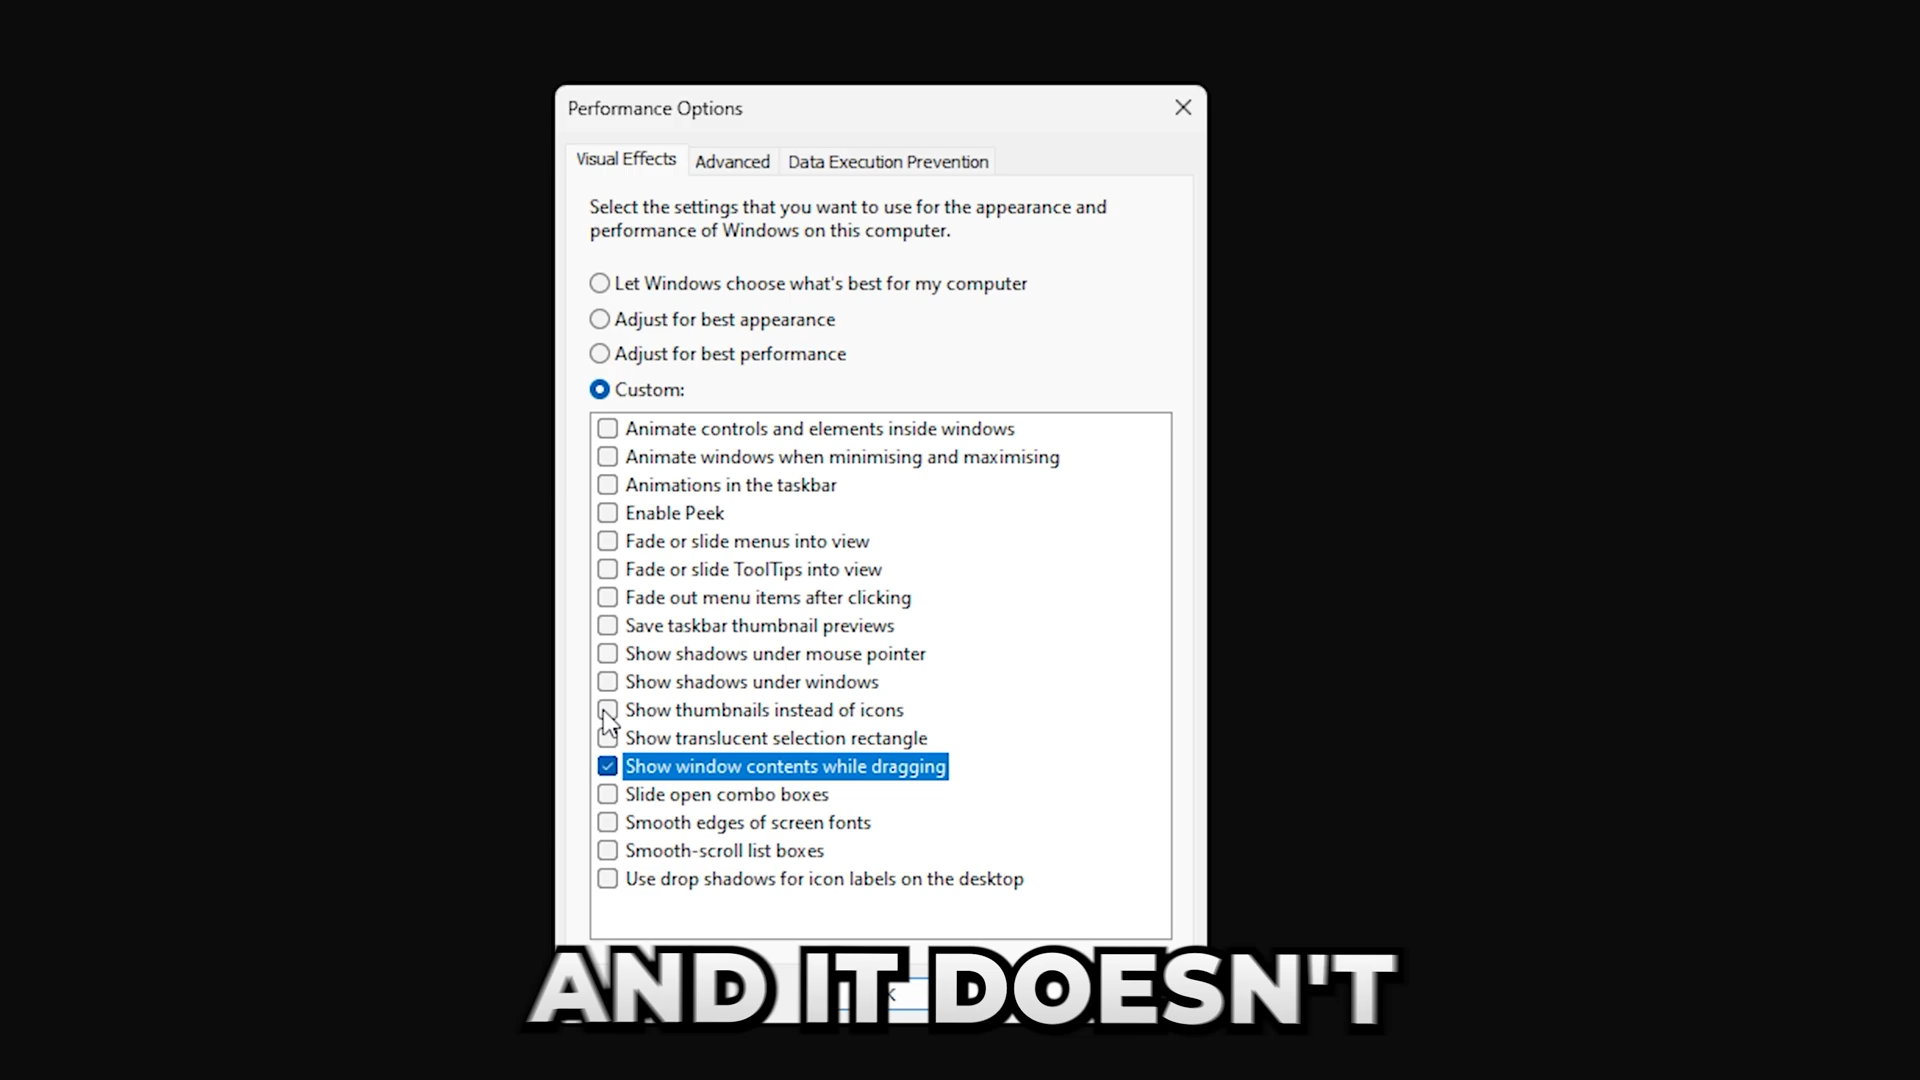 Performance Options
Visual Effects
Advanced
Data Execution Prevention
Select the settings that you want to use for the appearance and
performance of Windows on this computer.
Let Windows choose what's best for my computer
Adjust for best appearance
Adjust for best performance
Custom:
Animate controls and elements inside windows
Animate windows when minimising and maximising
Animations in the taskbar
Enable Peek
Fade or slide menus into view
Fade or slide ToolTips into view
Fade out menu items after clicking
Save taskbar thumbnail previews
Show shadows under mouse pointer
Show shadows under windows
Show thumbnails instead of icons
Show translucent selection rectangle
Show window contents while dragging
Slide open combo boxes
Smooth edges of screen fonts
Smooth-scroll list boxes
Use drop shadows for icon labels on the desktop
AND IT DOESN'T